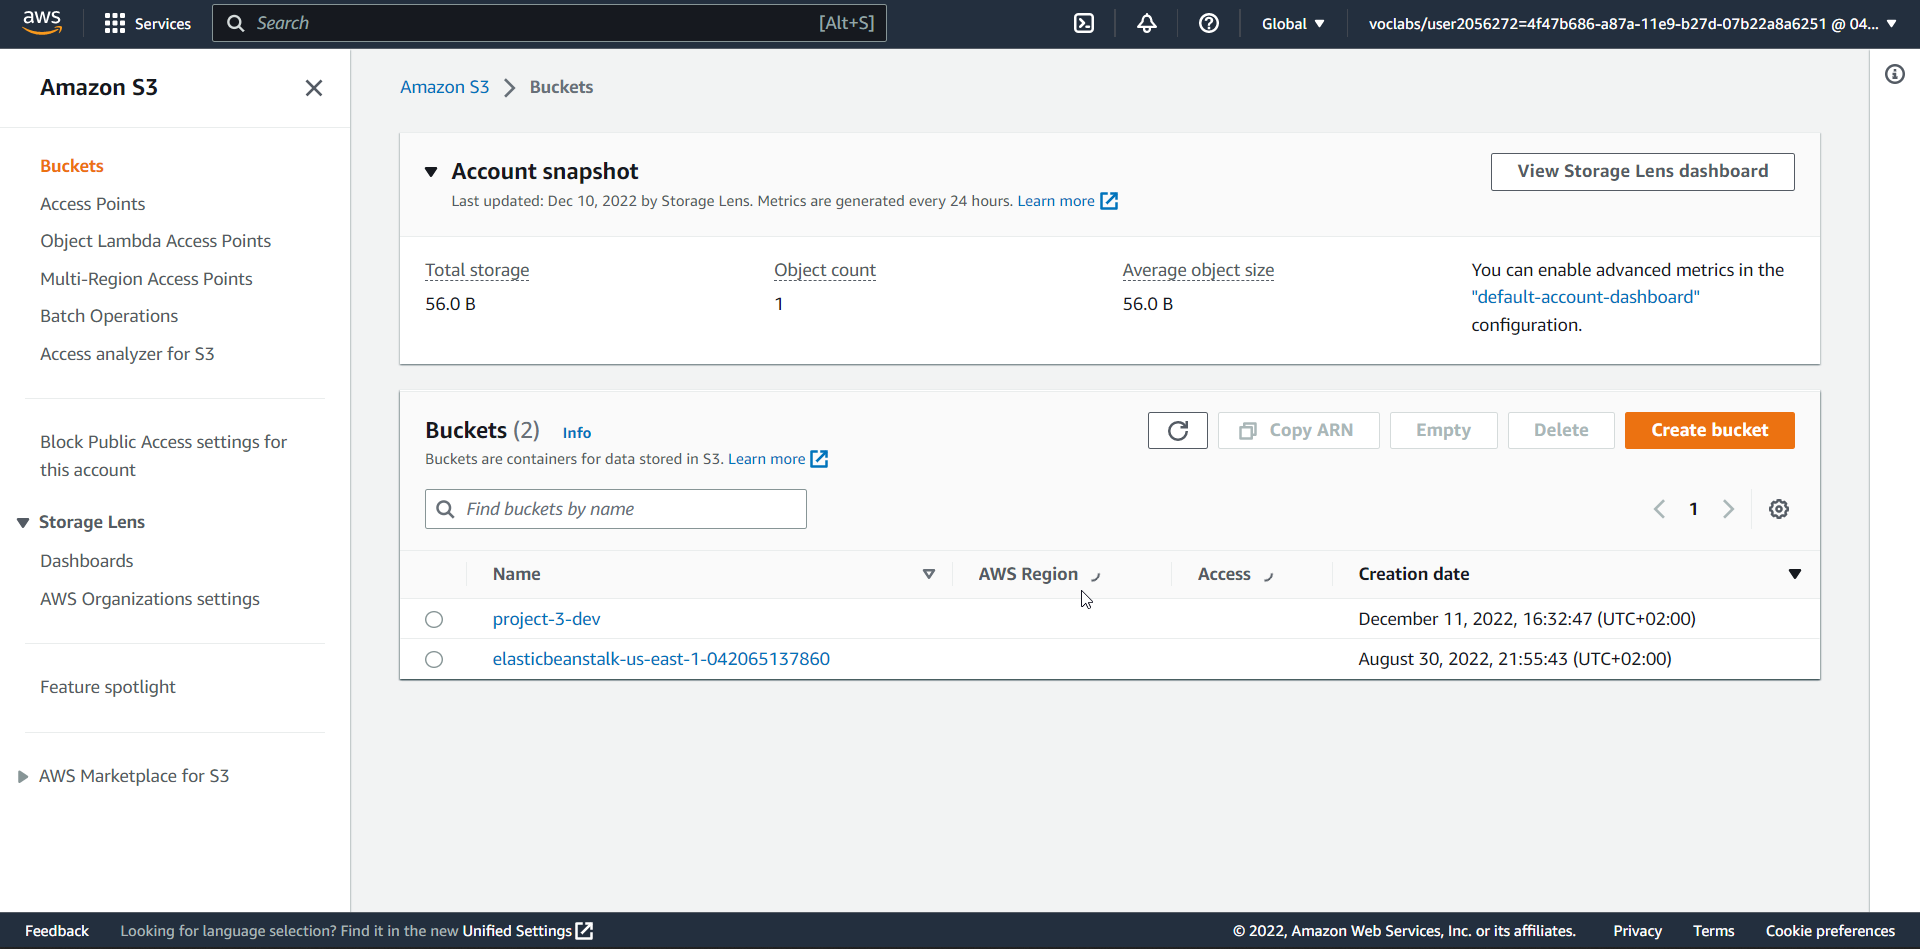 aws
Services
Search
[Alt+S]
Global
voclabs/user2056272=4f47b686-a87a-11e9-b27d-07b22a8a6251 @ 04...
Amazon S3
Buckets
Access Points
Object Lambda Access Points
Multi-Region Access Points
Batch Operations
Access analyzer for S3
Block Public Access settings for
this account
Storage Lens
Dashboards
AWS Organizations settings
Feature spotlight
AWS Marketplace for S3
Amazon S3 > Buckets
Account snapshot
Last updated: Dec 10, 2022 by Storage Lens. Metrics are generated every 24 hours. Learn more
View Storage Lens dashboard
Total storage
56.0 B
Object count
1
Average object size
56.0 B
You can enable advanced metrics in the
"default-account-dashboard"
configuration.
Buckets (2) Info
Buckets are containers for data stored in S3. Learn more
Copy ARN
Empty
Delete
Create bucket
Find buckets by name
1
Name AWS Region Access Creation date
project-3-dev December 11, 2022, 16:32:47 (UTC+02:00)
elasticbeanstalk-us-east-1-042065137860 August 30, 2022, 21:55:43 (UTC+02:00)
Feedback Looking for language selection? Find it in the new Unified Settings © 2022, Amazon Web Services, Inc. or its affiliates. Privacy Terms Cookie preferences